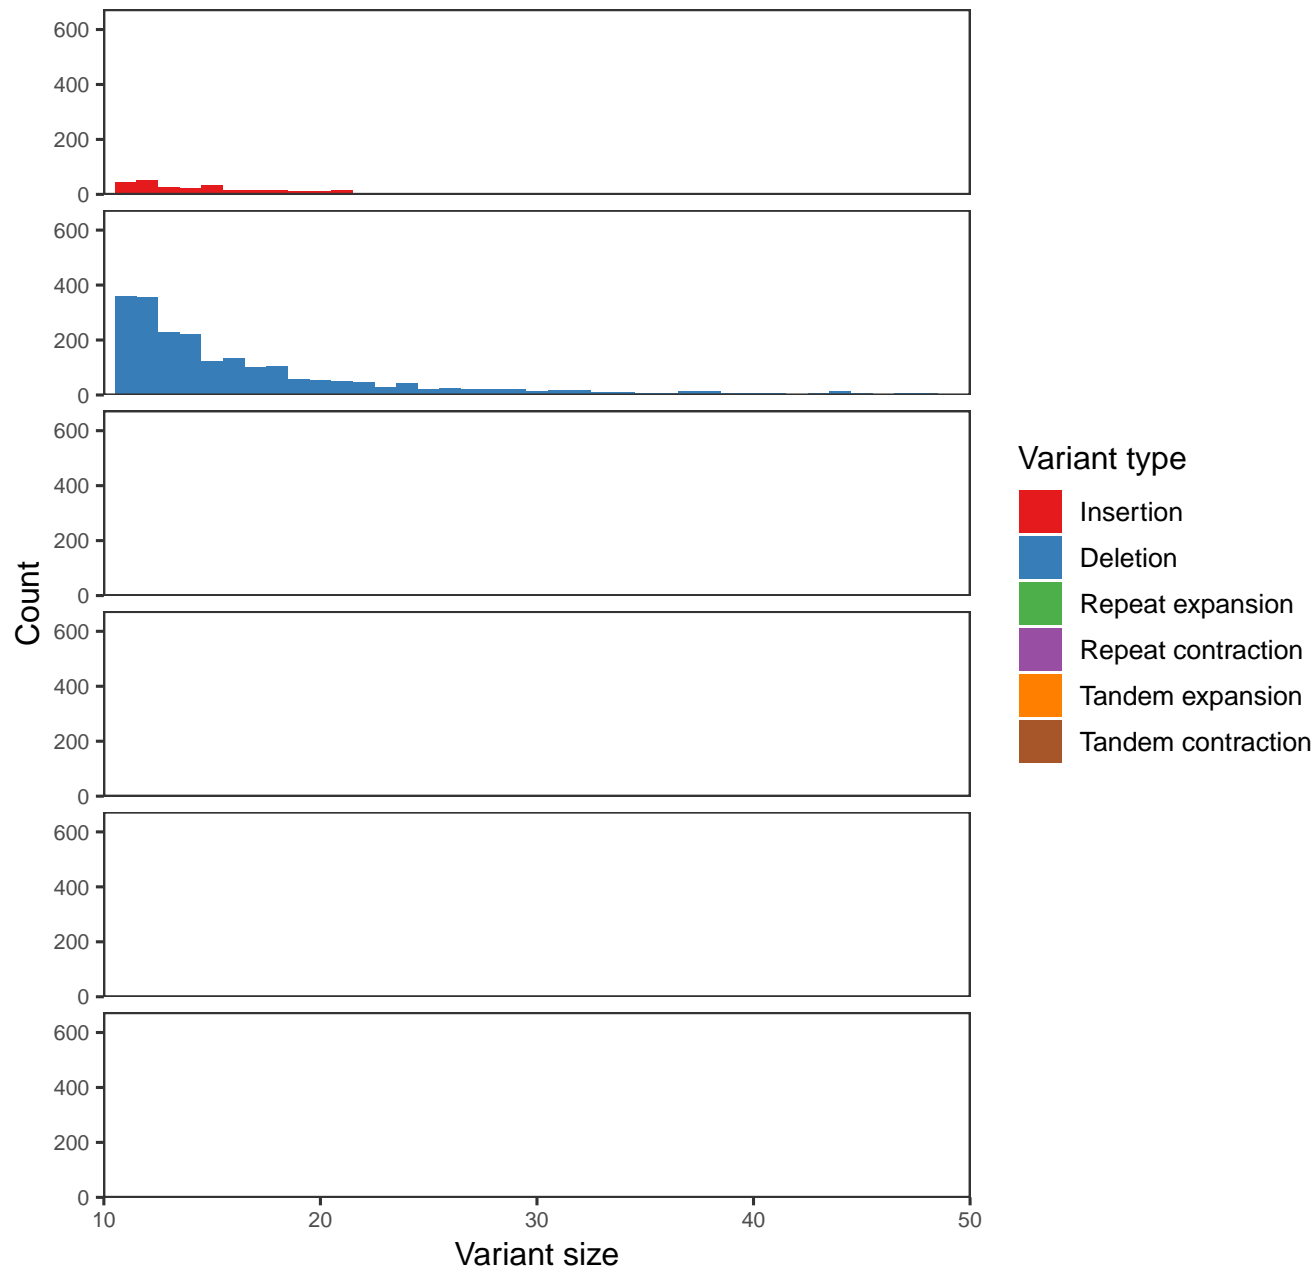 600
400
200
0
600
400
200
0
600
400
200
0
600
400
200
0
600
400
200
0
600
400
200
0
10 20 30 40 50
Variant size
Count
Variant type
Insertion
Deletion
Repeat expansion
Repeat contraction
Tandem expansion
Tandem contraction